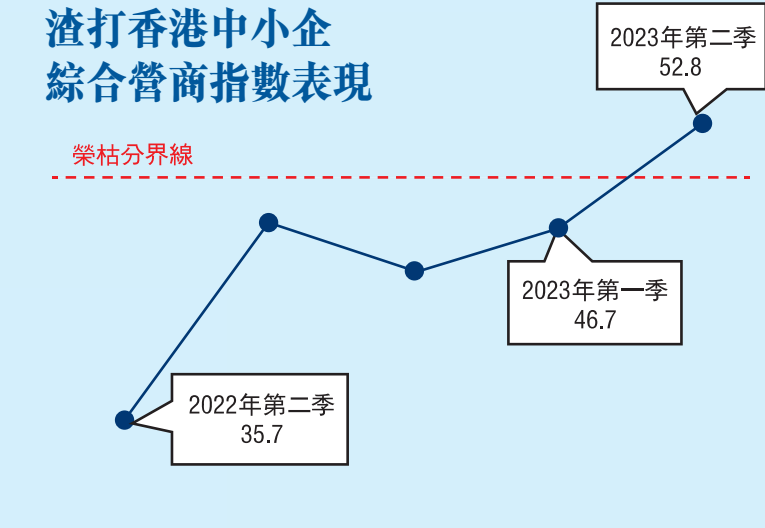 渣打香港中小企
綜合營商指數表現
2023年第二季
52.8
榮枯分界線
2023年第一季
46.7
2022年第二季
35.7